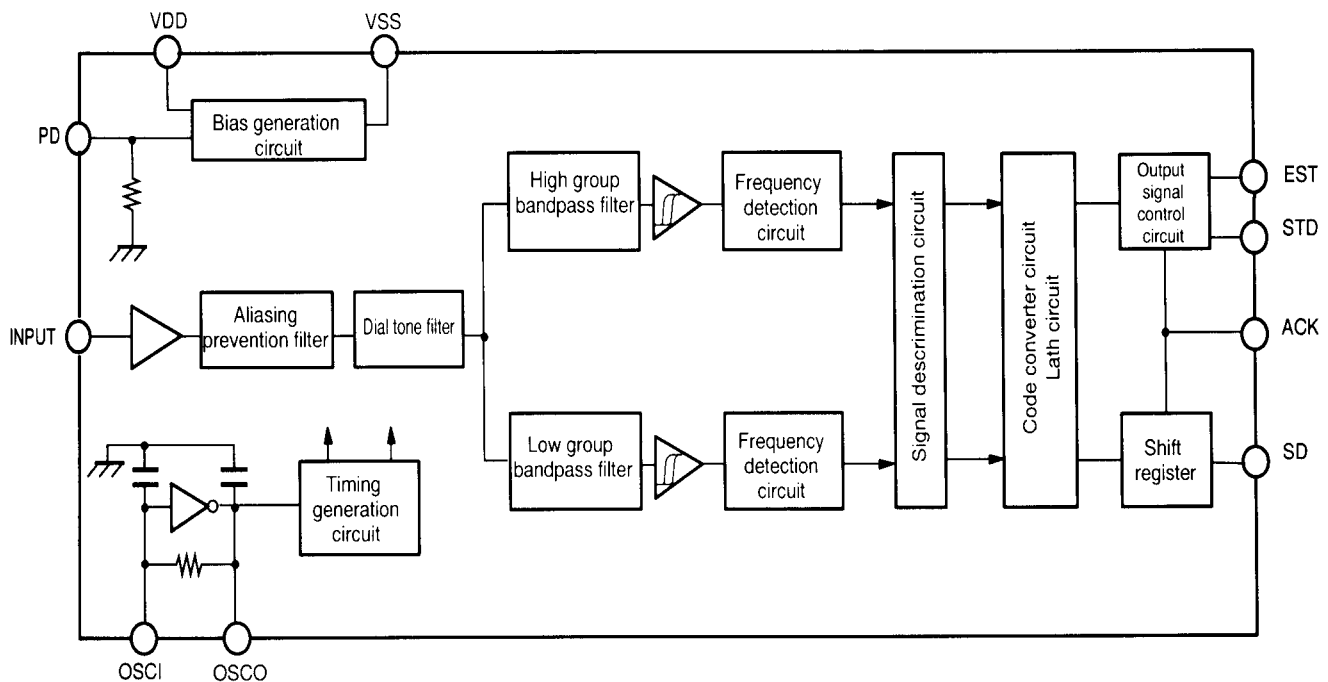 VDD
VSS
PD
Bias generation
circuit
High group
bandpass filter
Frequency
detection
circuit
Signal descrimination circuit
Code converter circuit
Lath circuit
Output
signal
control
circuit
EST
STD
INPUT
Aliasing
prevention filter
Dial tone filter
ACK
Low group
bandpass filter
Frequency
detection
circuit
Shift
register
SD
Timing
generation
circuit
OSCI
OSCO